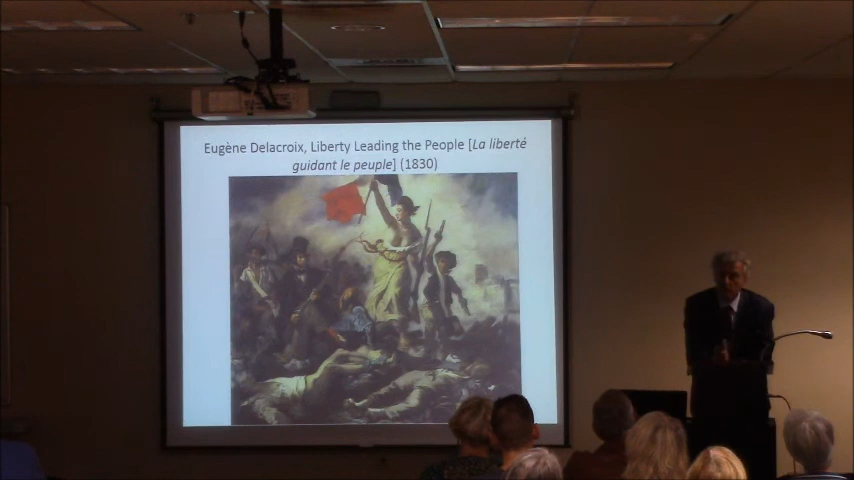 Eugène Delacroix, Liberty Leading the People [La liberté
guidant le peuple] (1830)